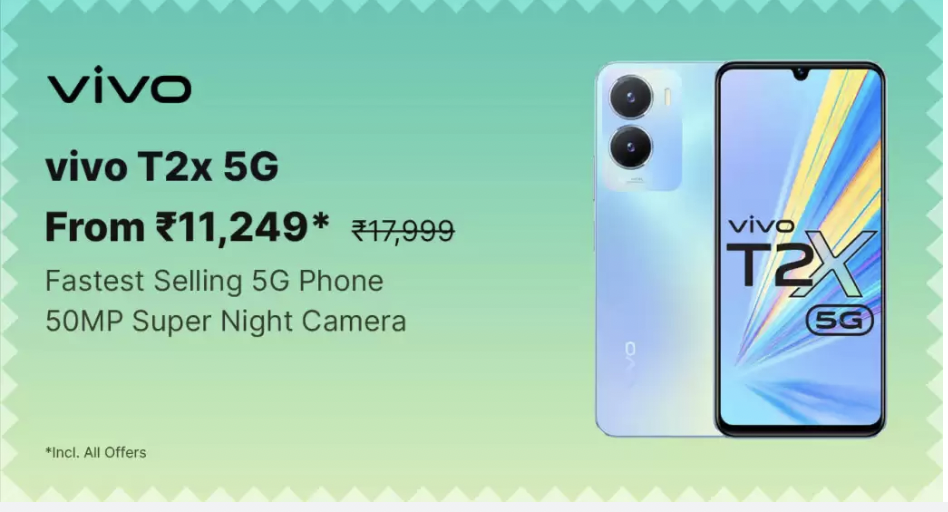 vivo
vivo T2x 5G
From ₹11,249* ₹17,999
Fastest Selling 5G Phone
50MP Super Night Camera
*Incl. All Offers
vivo
vivo
T2X
5G